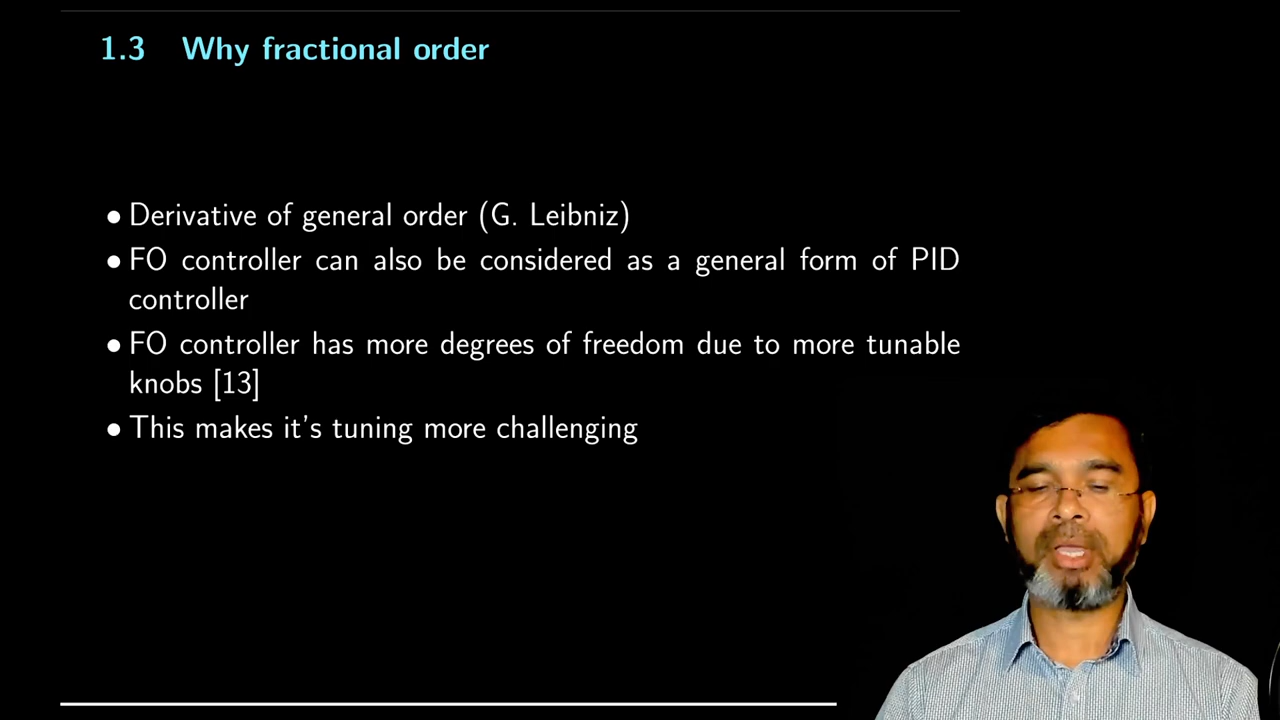 1.3 Why fractional order
● Derivative of general order (G. Leibniz)
● FO controller can also be considered as a general form of PID
controller
● FO controller has more degrees of freedom due to more tunable
knobs [13]
● This makes it's tuning more challenging